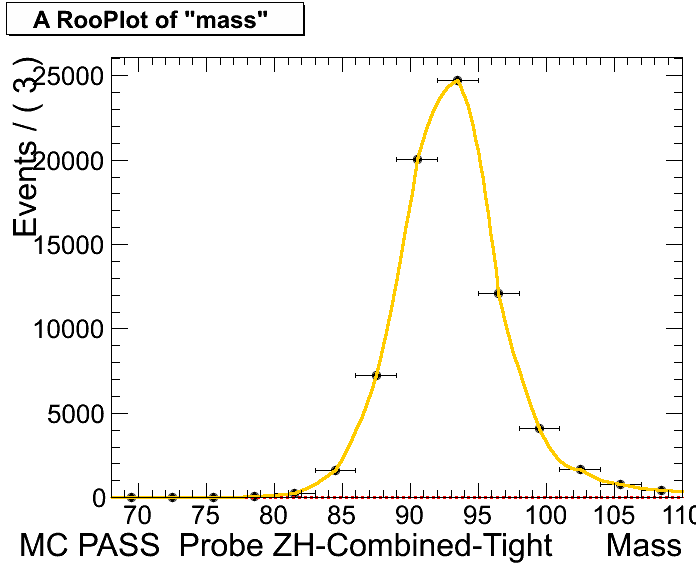 A RooPlot of "mass"
Events / ( 3 )
25000
20000
15000
10000
5000
0
70 75 80 85 90 95 100 105 110
MC PASS Probe ZH-Combined-Tight Mass